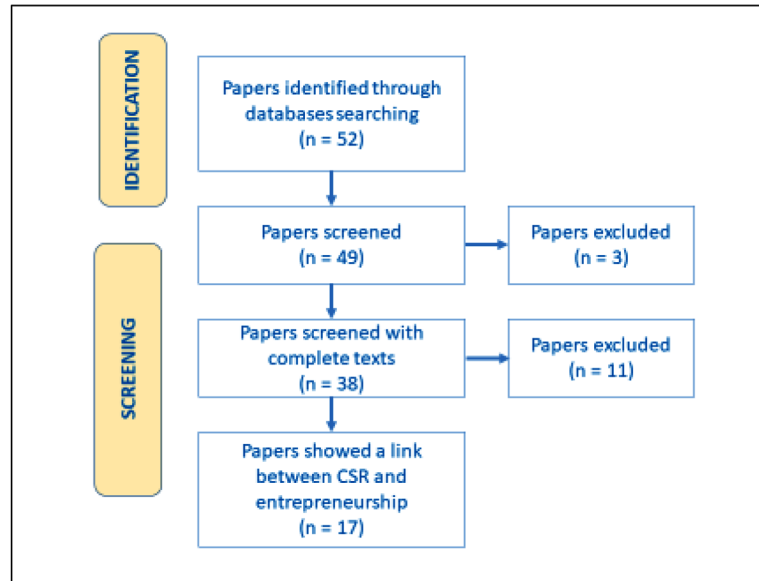 IDENTIFICATION
Papers identified through
databases searching
(n = 52)
Papers screened
(n = 49)
Papers excluded
(n = 3)
SCREENING
Papers screened with
complete texts
(n = 38)
Papers excluded
(n = 11)
Papers showed a link
between CSR and
entrepreneurship
(n = 17)